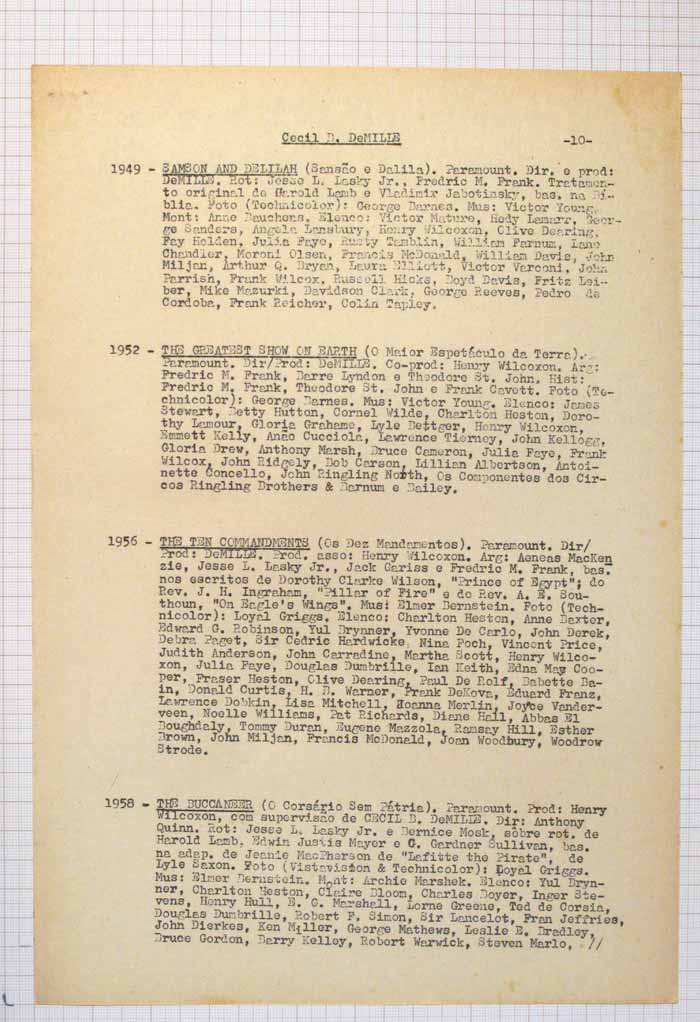 Cecil B. DeMILLE -10-
1949 - SAMSON AND DELILAH (Sansão e Dalila). Paramount. Dir. e prod:
DeMILLE. Rot: Jesse L. Lasky Jr., Fredric M. Frank. Tratamen-
to original de Harold Lamb e Vladimir Jabotinsky, bas. na Bí-
blia. Foto (Technicolor): George Barnes. Mus: Victor Young.
Mont: Anne Bauchens. Elenco: Victor Mature, Hedy Lamarr, Geor-
ge Sanders, Angela Lansbury, Henry Wilcoxon, Olive Dearing,
Fay Holden, Julia Faye, Rusty Tamblin, William Farnum, Lane
Chandler, Moroni Olsen, Francis McDonald, William Davis, John
Miljan, Arthur Q. Bryan, Laura Elliott, Victor Varconi, John
Parrish, Frank Wilcox, Russell Hicks, Boyd Davis, Fritz Lei-
ber, Mike Mazurki, Davidson Clark, George Reeves, Pedro de
Cordoba, Frank Reicher, Colin Tapley.
1952 - THE GREATEST SHOW ON EARTH (O Maior Espetáculo da Terra).
Paramount. Dir/Prod: DeMILLE. Co-prod: Henry Wilcoxon. Arg:
Fredric M. Frank, Barre Lyndon e Theodore St. John. Hist:
Fredric M. Frank, Theodore St. John e Frank Cavett. Foto (Te-
chnicolor): George Barnes. Mus: Victor Young. Elenco: James
Stewart, Betty Hutton, Cornel Wilde, Charlton Heston, Doro-
thy Lamour, Gloria Grahame, Lyle Bettger, Henry Wilcoxon,
Emmett Kelly, Anao Cucciola, Lawrence Tierney, John Kellogg,
Gloria Drew, Anthony Marsh, Bruce Cameron, Julia Faye, Frank
Wilcox, John Ridgely, Bob Carson, Lillian Albertson, Antoi-
nette Concello, John Ringling North, Os Componentes dos Cir-
cos Ringling Brothers & Barnum e Bailey.
1956 - THE TEN COMMANDMENTS (Os Dez Mandamentos). Paramount. Dir/
Prod: DeMILLE. Prod. asso: Henry Wilcoxon. Arg: Aeneas MacKen
zie, Jesse L. Lasky Jr., Jack Gariss e Fredric M. Frank, bas.
nos escritos de Dorothy Clarke Wilson, "Prince of Egypt"; do
Rev. J. H. Ingraham, "Pillar of Fire" e do Rev. A. E. Sou-
thoun, "On Eagle's Wings". Mus: Elmer Bernstein. Foto (Tech-
nicolor): Loyal Griggs. Elenco: Charlton Heston, Anne Baxter,
Edward G. Robinson, Yul Brynner, Yvonne De Carlo, John Derek,
Debra Paget, Sir Cedric Hardwicke, Nina Foch, Vincent Price,
Judith Anderson, John Carradine, Martha Scott, Henry Wilco-
xon, Julia Faye, Douglas Dumbrille, Ian Keith, Edna May Coo-
per, Fraser Heston, Olive Dearing, Paul De Rolf, Babette Ba-
in, Donald Curtis, H. B. Warner, Frank DeKova, Eduard Franz,
Lawrence Dobkin, Lisa Mitchell, Joanna Merlin, Joyce Vander-
veen, Noelle Williams, Pat Richards, Diane Hall, Abbas El
Boughdaly, Tommy Duran, Eugene Mazzola, Ramsay Hill, Esther
Brown, John Miljan, Francis McDonald, Joan Woodbury, Woodrow
Strode.
1958 - THE BUCCANEER (O Corsário Sem Pátria). Paramount. Prod: Henry
Wilcoxon, com supervisão de CECIL B. DeMILLE. Dir: Anthony
Quinn. Rot: Jesse L. Lasky Jr. e Bernice Mosk, sôbre rot. de
Harold Lamb, Edwin Justis Mayer e C. Gardner Sullivan, bas.
na adap. de Jeanie MacPherson de "Lafitte the Pirate", de
Lyle Saxon. Foto (Vistavision & Technicolor): Loyal Griggs.
Mus: Elmer Bernstein. Mont: Archie Marshek. Elenco: Yul Bryn-
ner, Charlton Heston, Claire Bloom, Charles Boyer, Inger Ste-
vens, Henry Hull, E. G. Marshall, Lorne Greene, Ted de Corsia,
Douglas Dumbrille, Robert F. Simon, Sir Lancelot, Fran Jeffries,
John Dierkes, Ken Miller, George Mathews, Leslie E. Bradley,
Bruce Gordon, Barry Kelley, Robert Warwick, Steven Marlo, //